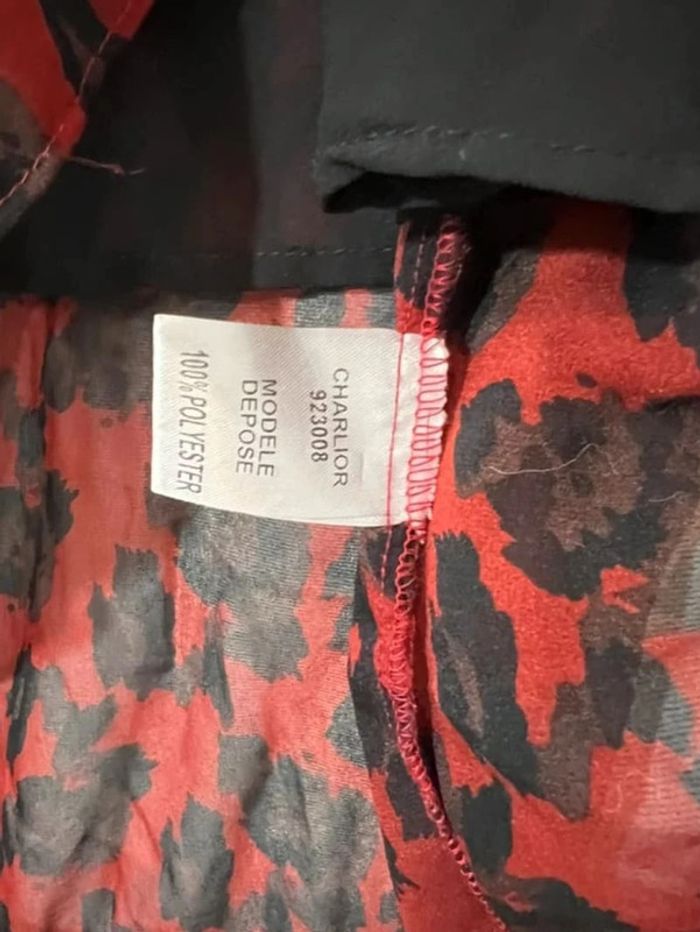 CHARLIOR
923008
MODELE
DEPOSE
100%POLYESTER